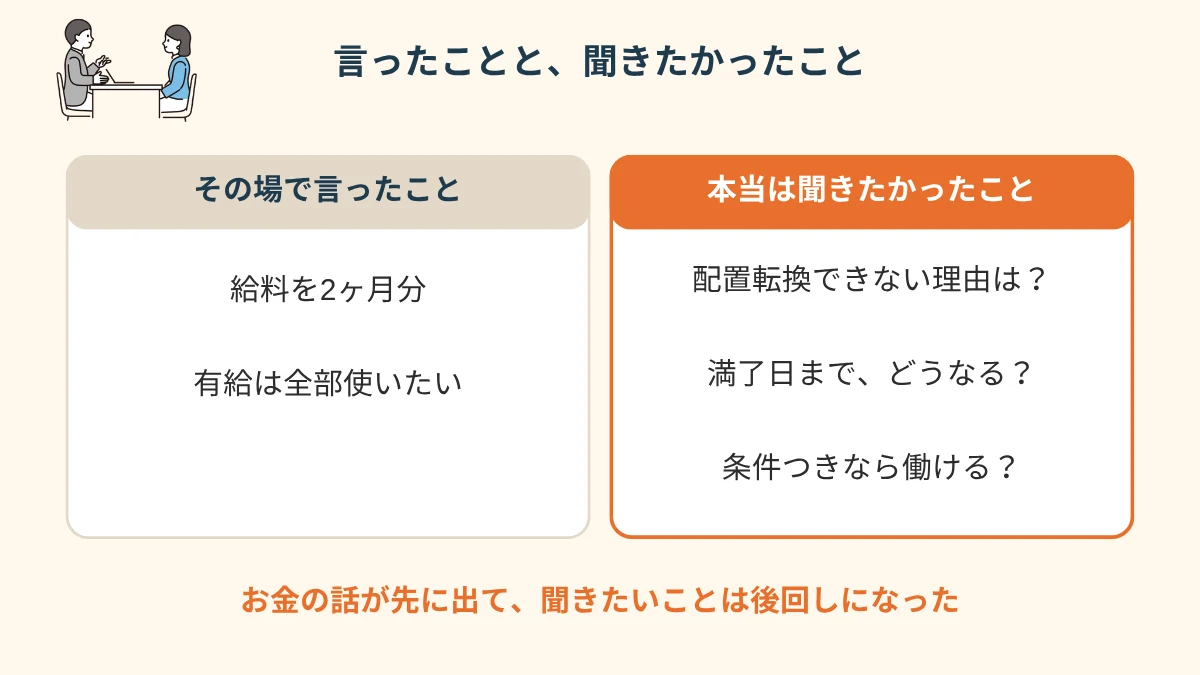 言ったことと、聞きたかったこと
その場で言ったこと
給料を2ヶ月分
有給は全部使いたい
本当は聞きたかったこと
配置転換できない理由は？
満了日まで、どうなる？
条件つきなら働ける？
お金の話が先に出て、聞きたいことは後回しになった